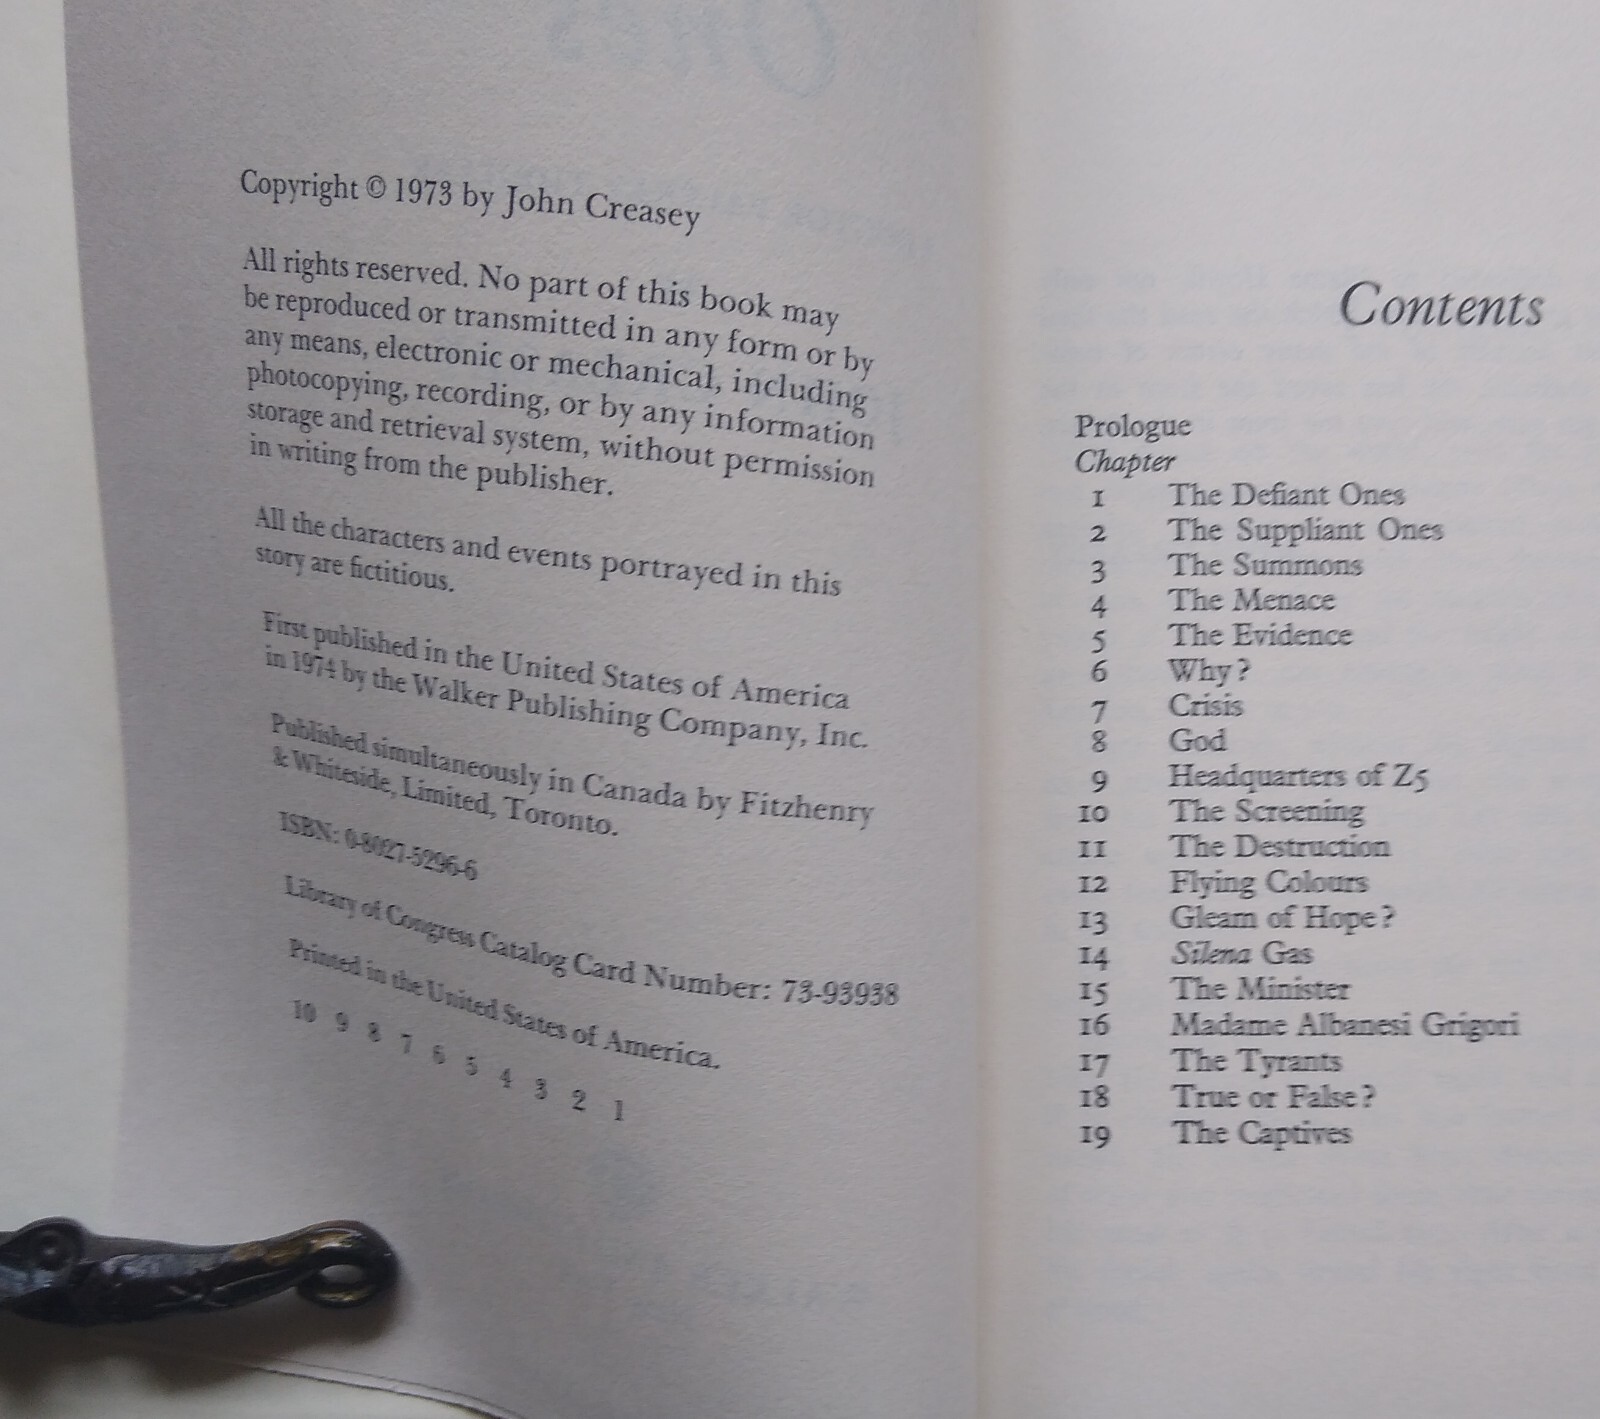 Copyright © 1973 by John Creasey
All rights reserved. No part of this book may
be reproduced or transmitted in any form or by
any means, electronic or mechanical, including
photocopying, recording, or by any information
storage and retrieval system, without permission
in writing from the publisher.
All the characters and events portrayed in this
story are fictitious.
First published in the United States of America
in 1974 by the Walker Publishing Company, Inc.
Published simultaneously in Canada by Fitzhenry
& Whiteside, Limited, Toronto.
ISBN: 0-8027-5296-6
Library of Congress Catalog Card Number: 73-93938
Printed in the United States of America.
10 9 8 7 6 5 4 3 2 1
Contents
Prologue
Chapter
1 The Defiant Ones
2 The Suppliant Ones
3 The Summons
4 The Menace
5 The Evidence
6 Why?
7 Crisis
8 God
9 Headquarters of Z5
10 The Screening
11 The Destruction
12 Flying Colours
13 Gleam of Hope?
14 Silena Gas
15 The Minister
16 Madame Albanesi Grigori
17 The Tyrants
18 True or False?
19 The Captives